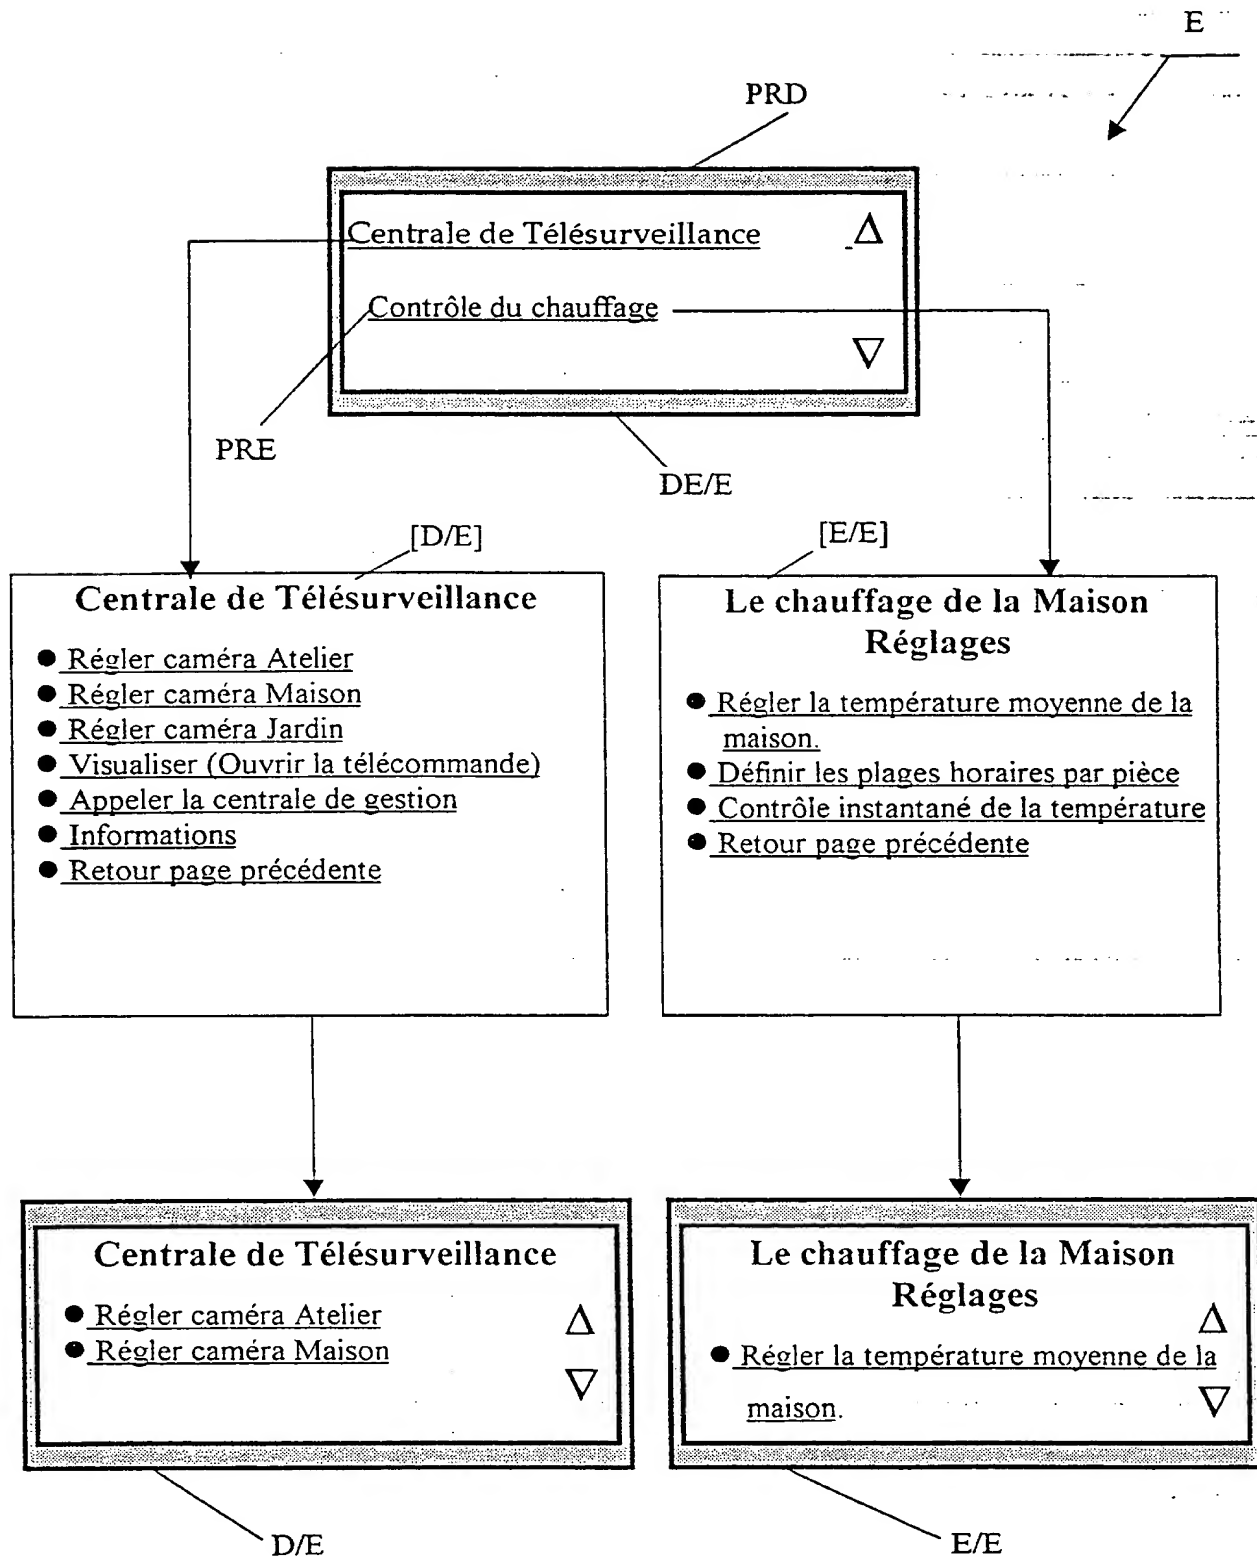 E
PRD
Centrale de Télésurveillance Δ
Contrôle du chauffage
∇
PRE
DE/E
[D/E]
[E/E]
Centrale de Télésurveillance
● Régler caméra Atelier
● Régler caméra Maison
● Régler caméra Jardin
● Visualiser (Ouvrir la télécommande)
● Appeler la centrale de gestion
● Informations
● Retour page précédente
Le chauffage de la Maison
Réglages
● Régler la température moyenne de la
maison.
● Définir les plages horaires par pièce
● Contrôle instantané de la température
● Retour page précédente
Centrale de Télésurveillance
● Régler caméra Atelier Δ
● Régler caméra Maison
∇
Le chauffage de la Maison
Réglages
Δ
● Régler la température moyenne de la
maison. ∇
D/E
E/E